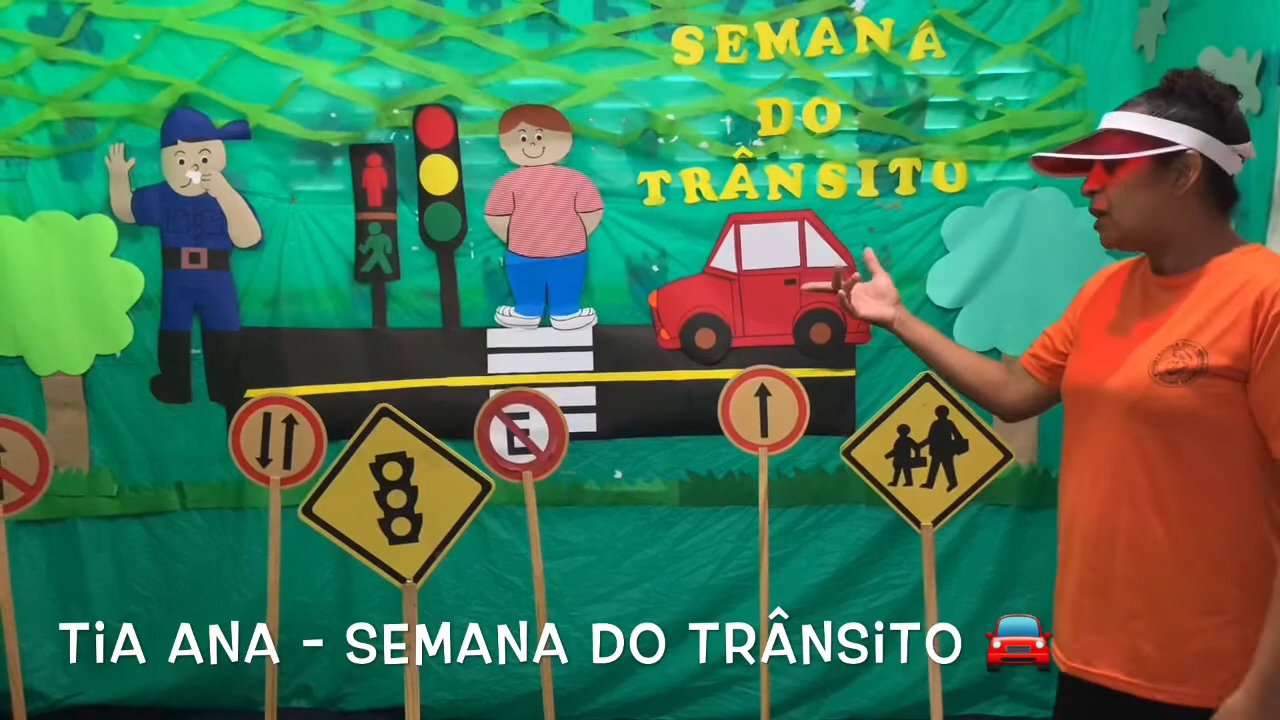 SEMANA
DO
TRÂNSITO
E
TiA ANA - SEMANA DO TRÂNSiTO